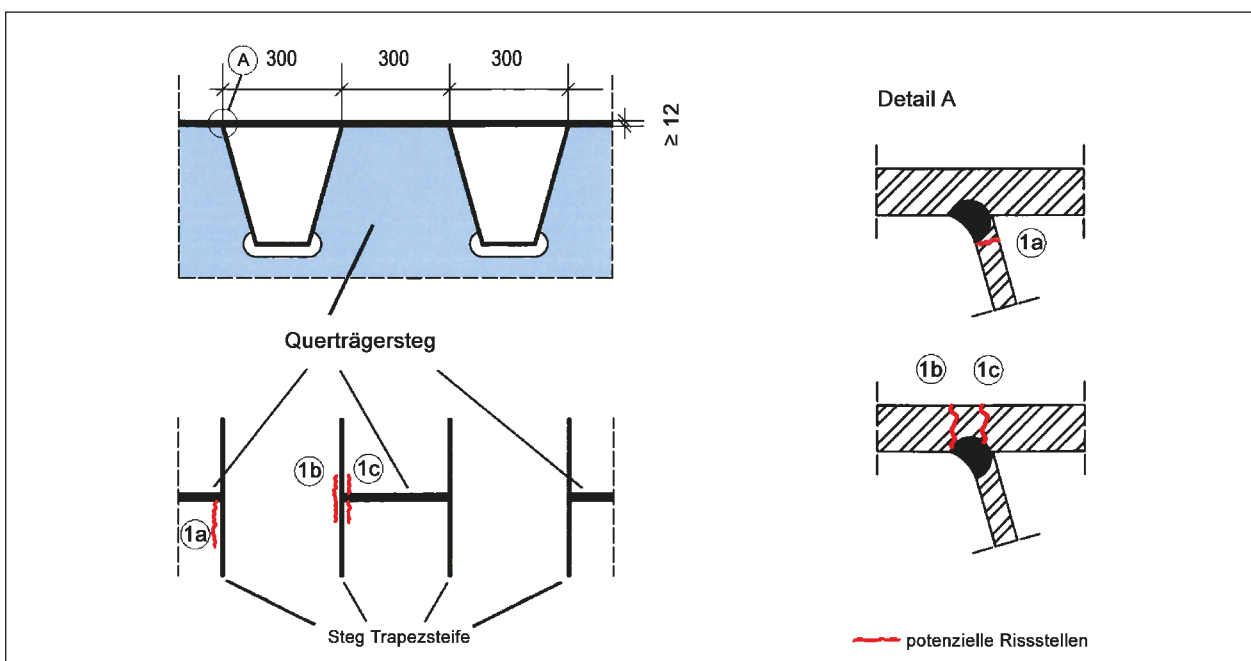 A
300
300
300
≥ 12
Querträgersteg
1b
1c
1a
Steg Trapezsteife
Detail A
1a
1b
1c
potenzielle Rissstellen